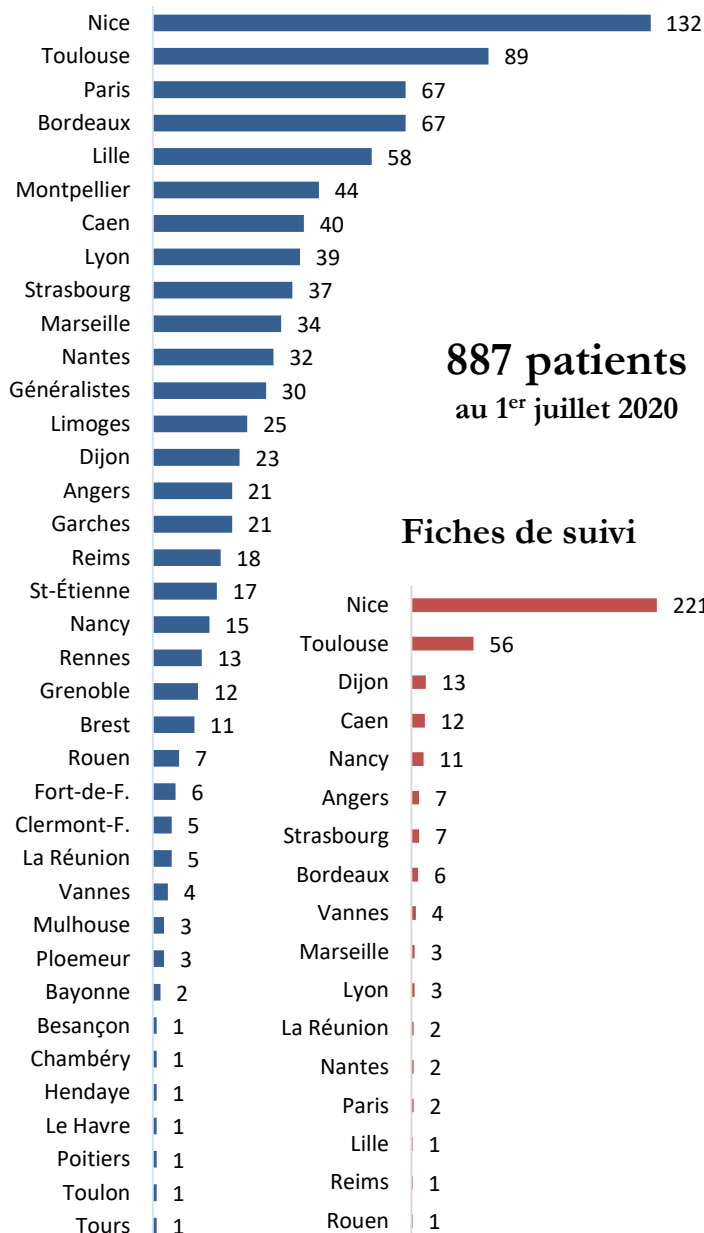 Nice 132
Toulouse 89
Paris 67
Bordeaux 67
Lille 58
Montpellier 44
Caen 40
Lyon 39
Strasbourg 37
Marseille 34
Nantes 32
Généralistes 30
Limoges 25
Dijon 23
Angers 21
Garches 21
Reims 18
St-Étienne 17
Nancy 15
Rennes 13
Grenoble 12
Brest 11
Rouen 7
Fort-de-F. 6
Clermont-F. 5
La Réunion 5
Vannes 4
Mulhouse 3
Ploemeur 3
Bayonne 2
Besançon 1
Chambéry 1
Hendaye 1
Le Havre 1
Poitiers 1
Toulon 1
Tours 1
887 patients
au 1er juillet 2020
Fiches de suivi
Nice 221
Toulouse 56
Dijon 13
Caen 12
Nancy 11
Angers 7
Strasbourg 7
Bordeaux 6
Vannes 4
Marseille 3
Lyon 3
La Réunion 2
Nantes 2
Paris 2
Lille 1
Reims 1
Rouen 1